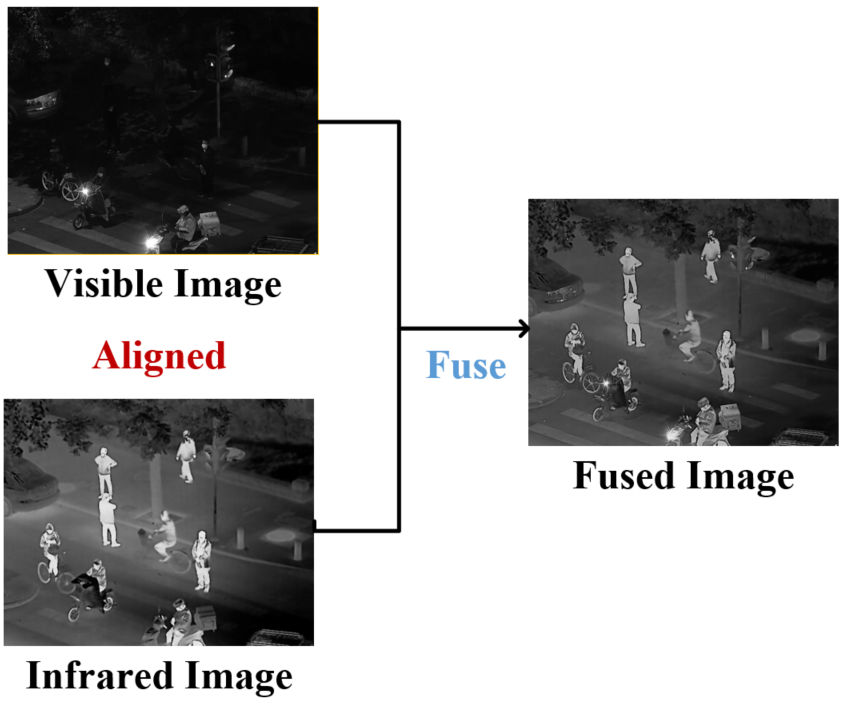 Visible Image
Aligned
Fuse
Fused Image
Infrared Image